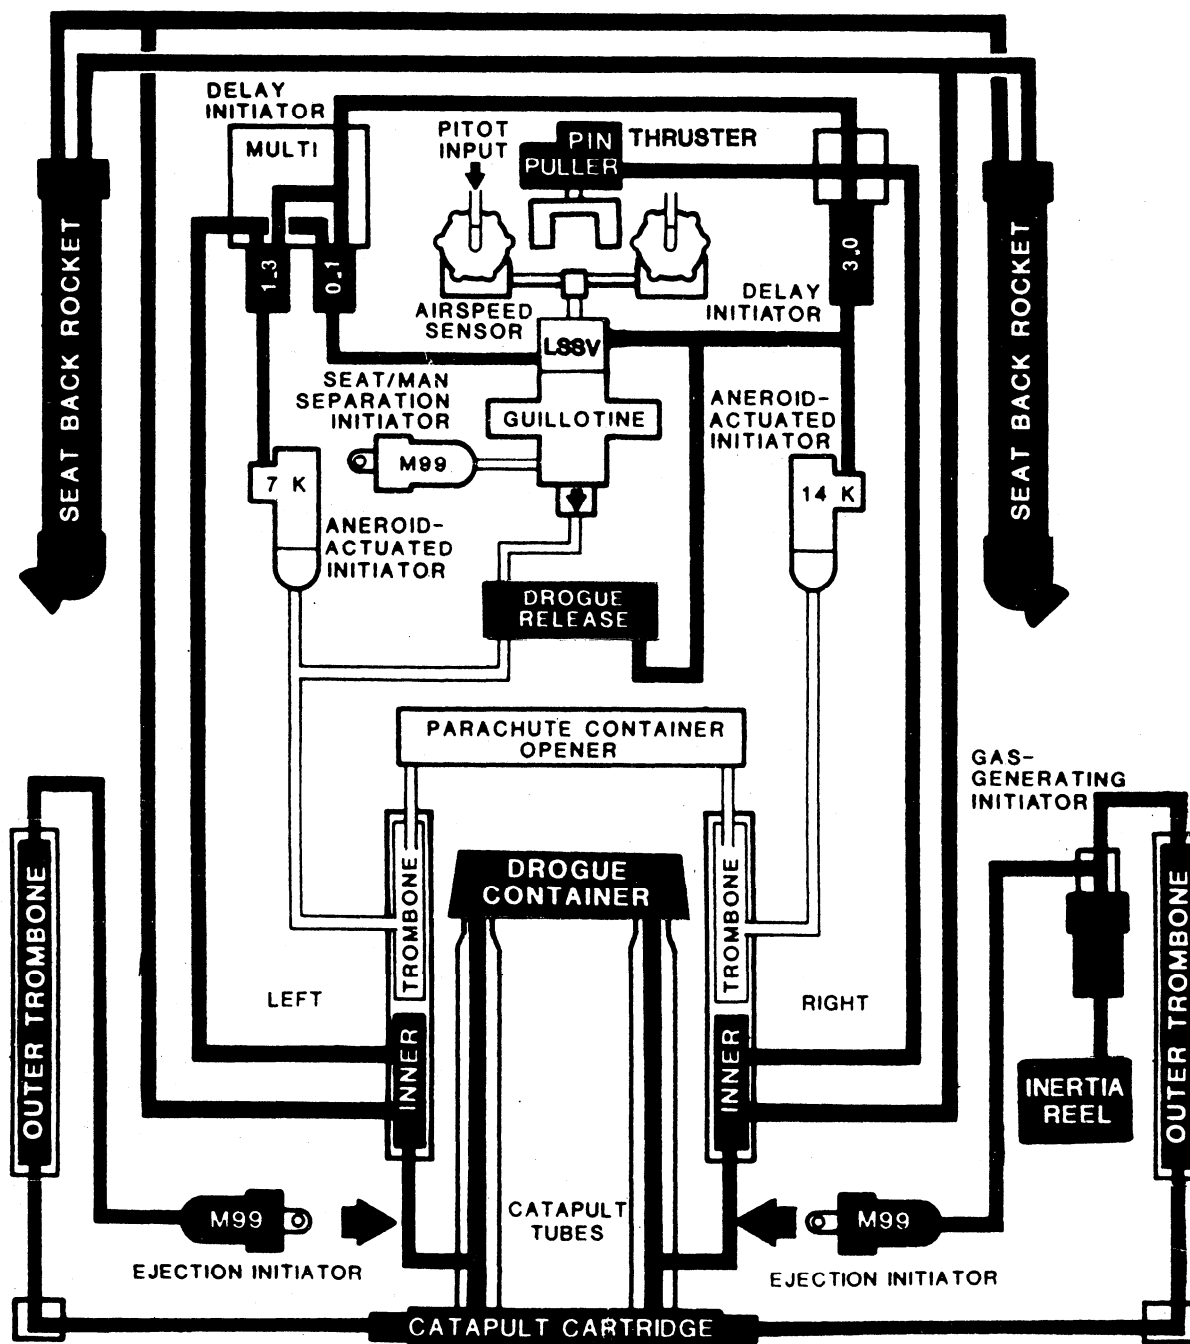 DELAY
INITIATOR
MULTI
PITOT
INPUT
PIN
PULLER
THRUSTER
SEAT BACK ROCKET
1.3
0.1
3.0
SEAT BACK ROCKET
AIRSPEED
SENSOR
DELAY
INITIATOR
LSSV
SEAT/MAN
SEPARATION
INITIATOR
GUILLOTINE
ANEROID-
ACTUATED
INITIATOR
M99
7 K
14 K
ANEROID-
ACTUATED
INITIATOR
DROGUE
RELEASE
PARACHUTE CONTAINER
OPENER
GAS-
GENERATING
INITIATOR
DROGUE
CONTAINER
TROMBONE
TROMBONE
OUTER TROMBONE
LEFT
RIGHT
OUTER TROMBONE
INNER
INNER
INERTIA
REEL
M99
CATAPULT
TUBES
M99
EJECTION INITIATOR
EJECTION INITIATOR
CATAPULT CARTRIDGE